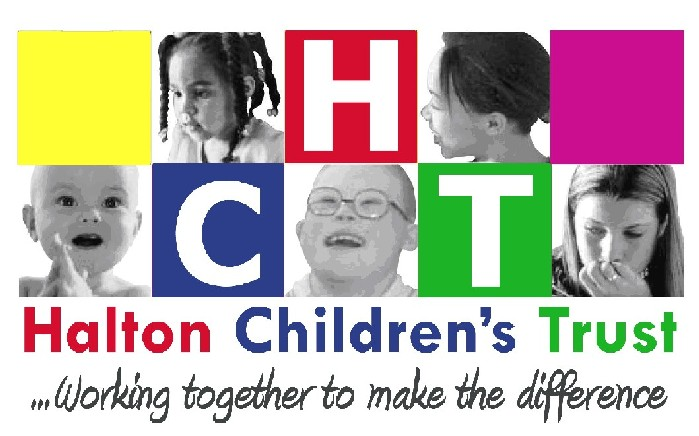 H
C T
Halton Children's Trust
...Working together to make the difference